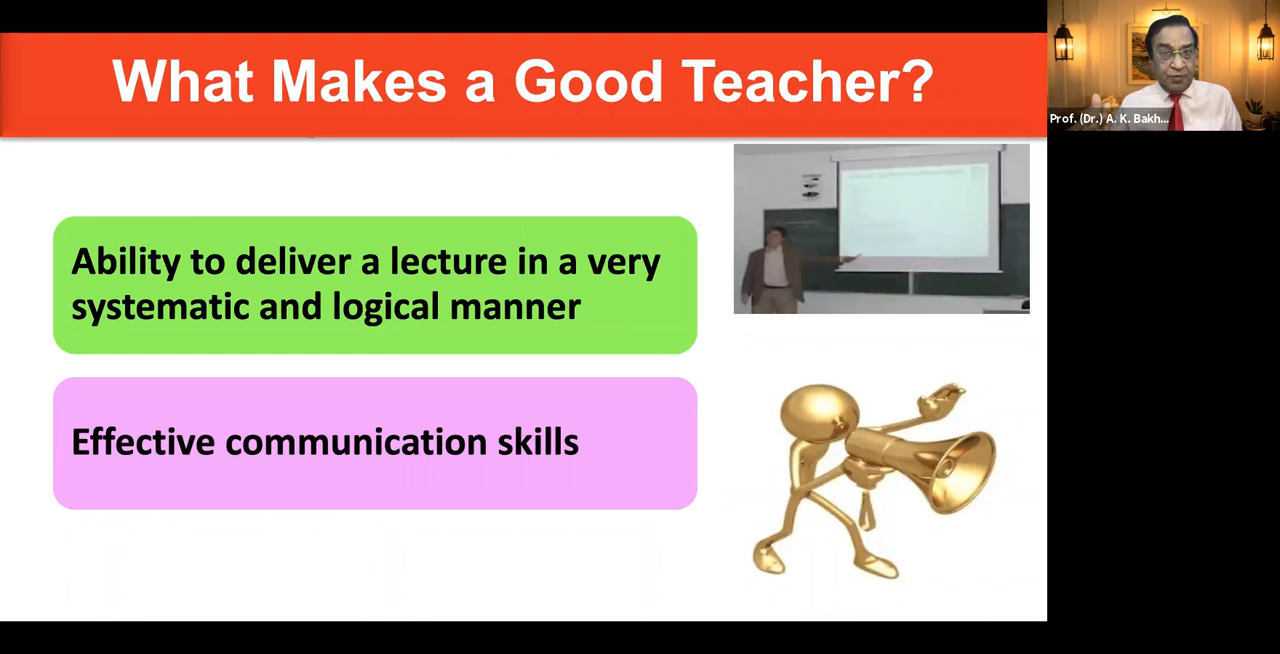 What Makes a Good Teacher?
Prof. (Dr.) A. K. Bakh...
Ability to deliver a lecture in a very
systematic and logical manner
Effective communication skills